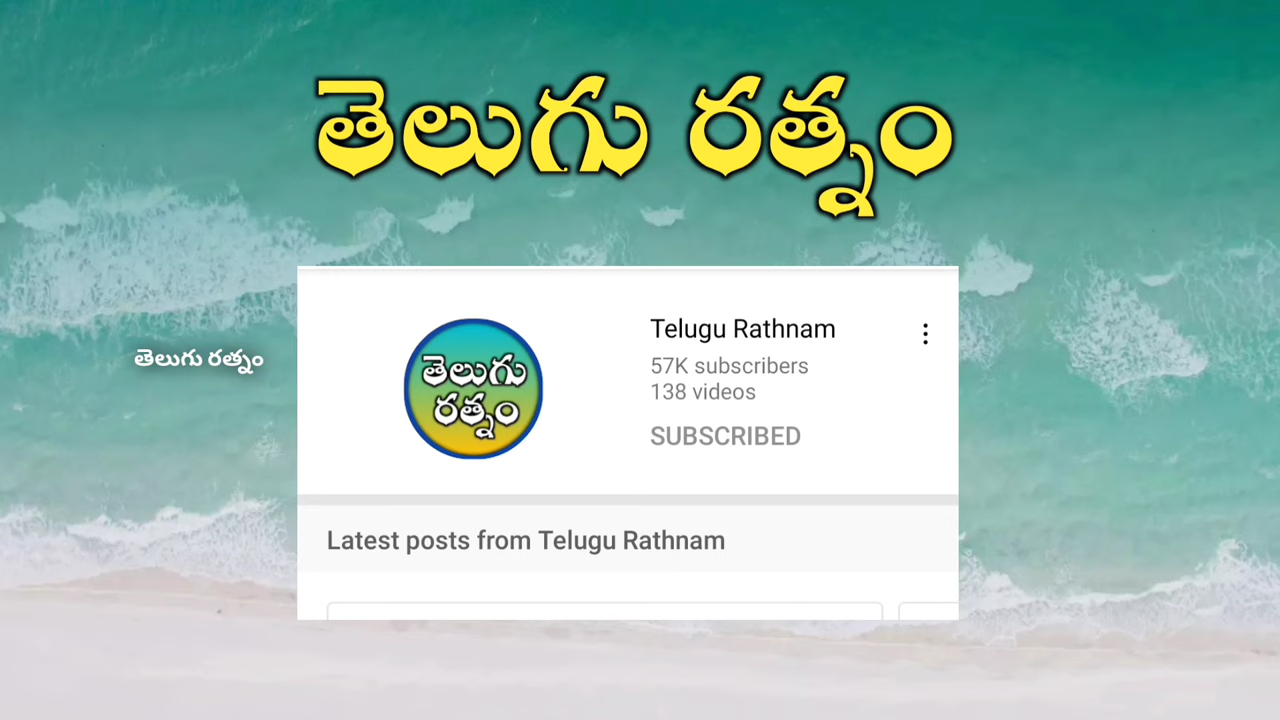 తెలుగు రత్నం
తెలుగు రత్నం
తెలుగు
రత్నం
Telugu Rathnam
57K subscribers
138 videos
SUBSCRIBED
Latest posts from Telugu Rathnam